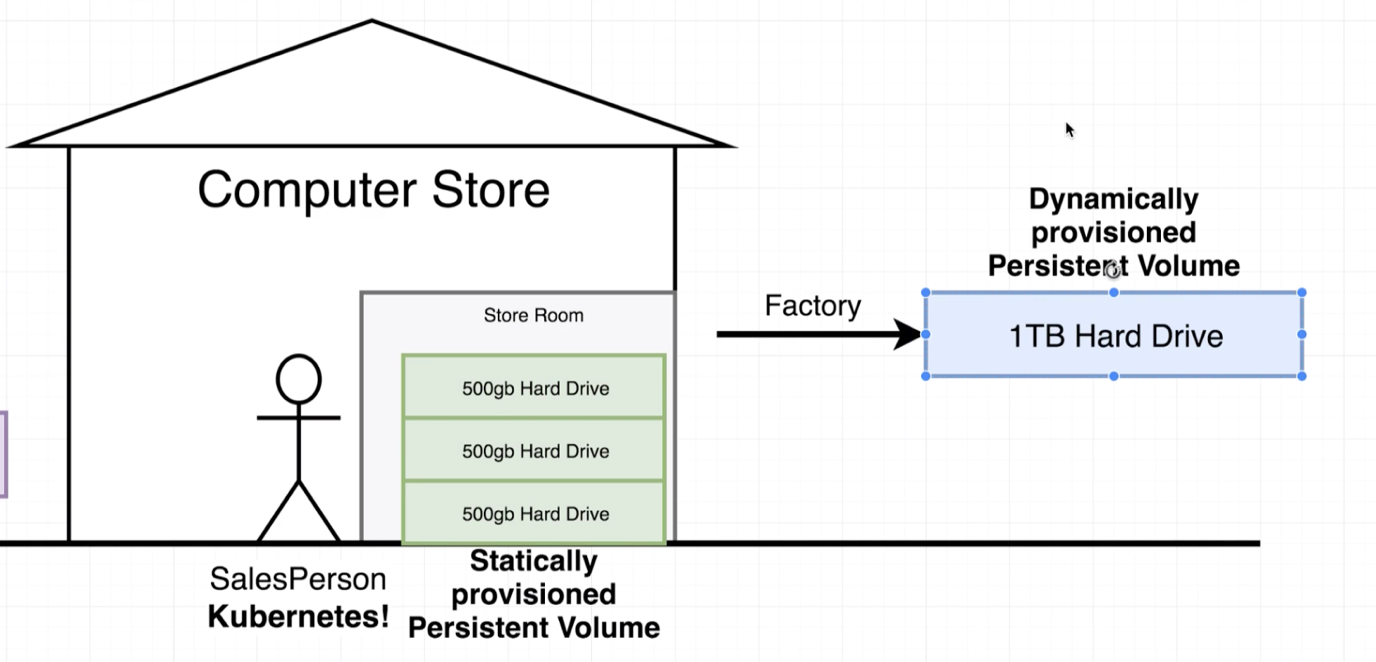 Computer Store
Store Room
500gb Hard Drive
500gb Hard Drive
500gb Hard Drive
SalesPerson
Kubernetes!
Statically
provisioned
Persistent Volume
Factory
Dynamically
provisioned
Persistent Volume
1TB Hard Drive